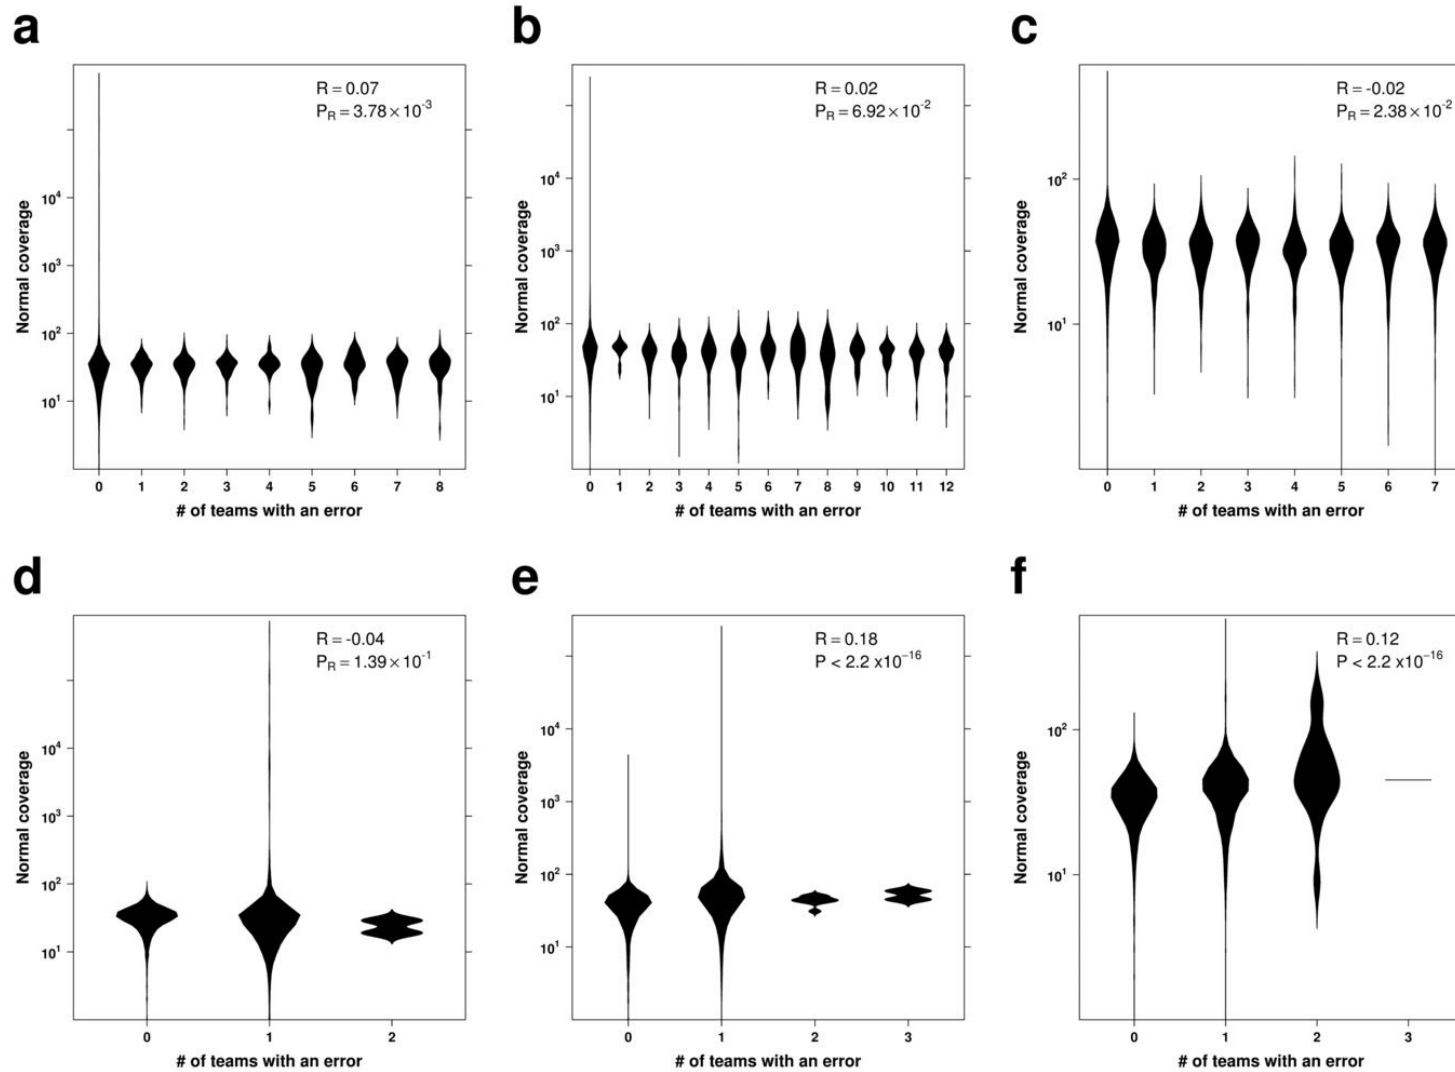 a
R = 0.07
P_R = 3.78×10^-3
Normal coverage
10^4
10^3
10^2
10^1
0 1 2 3 4 5 6 7 8
# of teams with an error
b
R = 0.02
P_R = 6.92×10^-2
Normal coverage
10^4
10^3
10^2
10^1
0 1 2 3 4 5 6 7 8 9 10 11 12
# of teams with an error
c
R = -0.02
P_R = 2.38×10^-2
Normal coverage
10^2
10^1
0 1 2 3 4 5 6 7
# of teams with an error
d
R = -0.04
P_R = 1.39×10^-1
Normal coverage
10^4
10^3
10^2
10^1
0 1 2
# of teams with an error
e
R = 0.18
P < 2.2 x10^−16
Normal coverage
10^4
10^3
10^2
10^1
0 1 2 3
# of teams with an error
f
R = 0.12
P < 2.2 x10^−16
Normal coverage
10^2
10^1
0 1 2 3
# of teams with an error